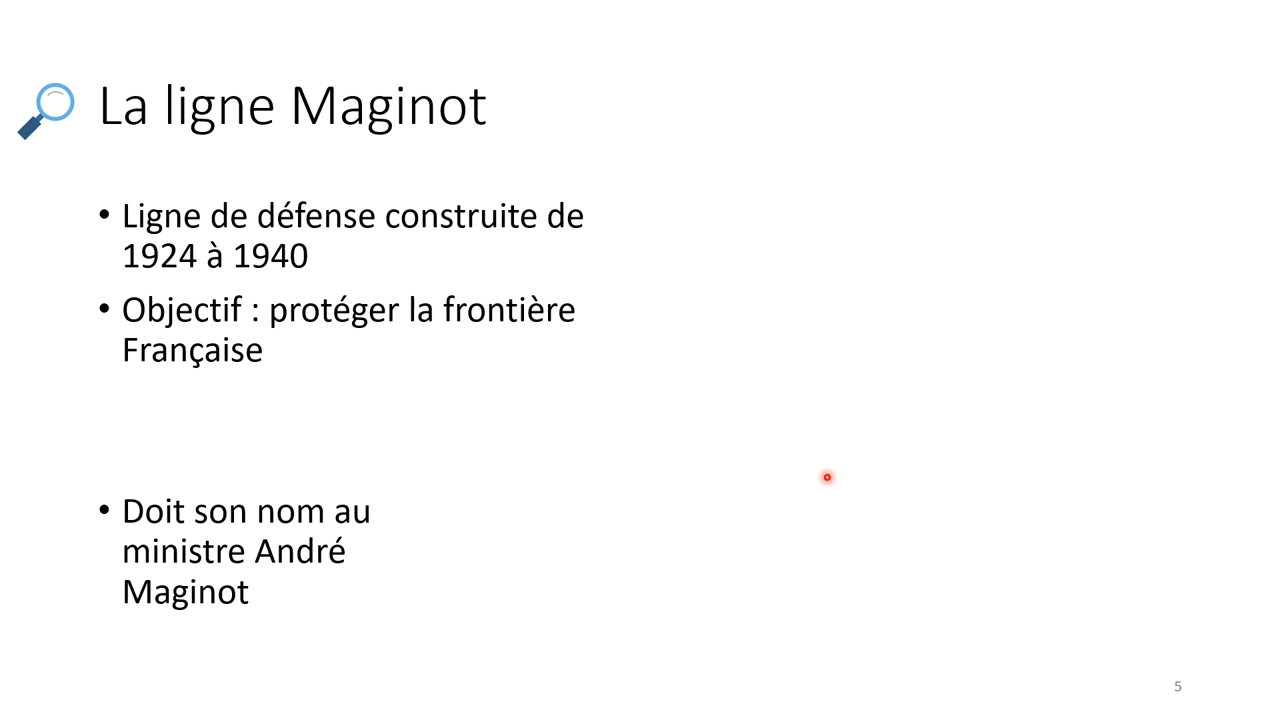 La ligne Maginot
• Ligne de défense construite de
1924 à 1940
• Objectif : protéger la frontière
Française
• Doit son nom au
ministre André
Maginot
5